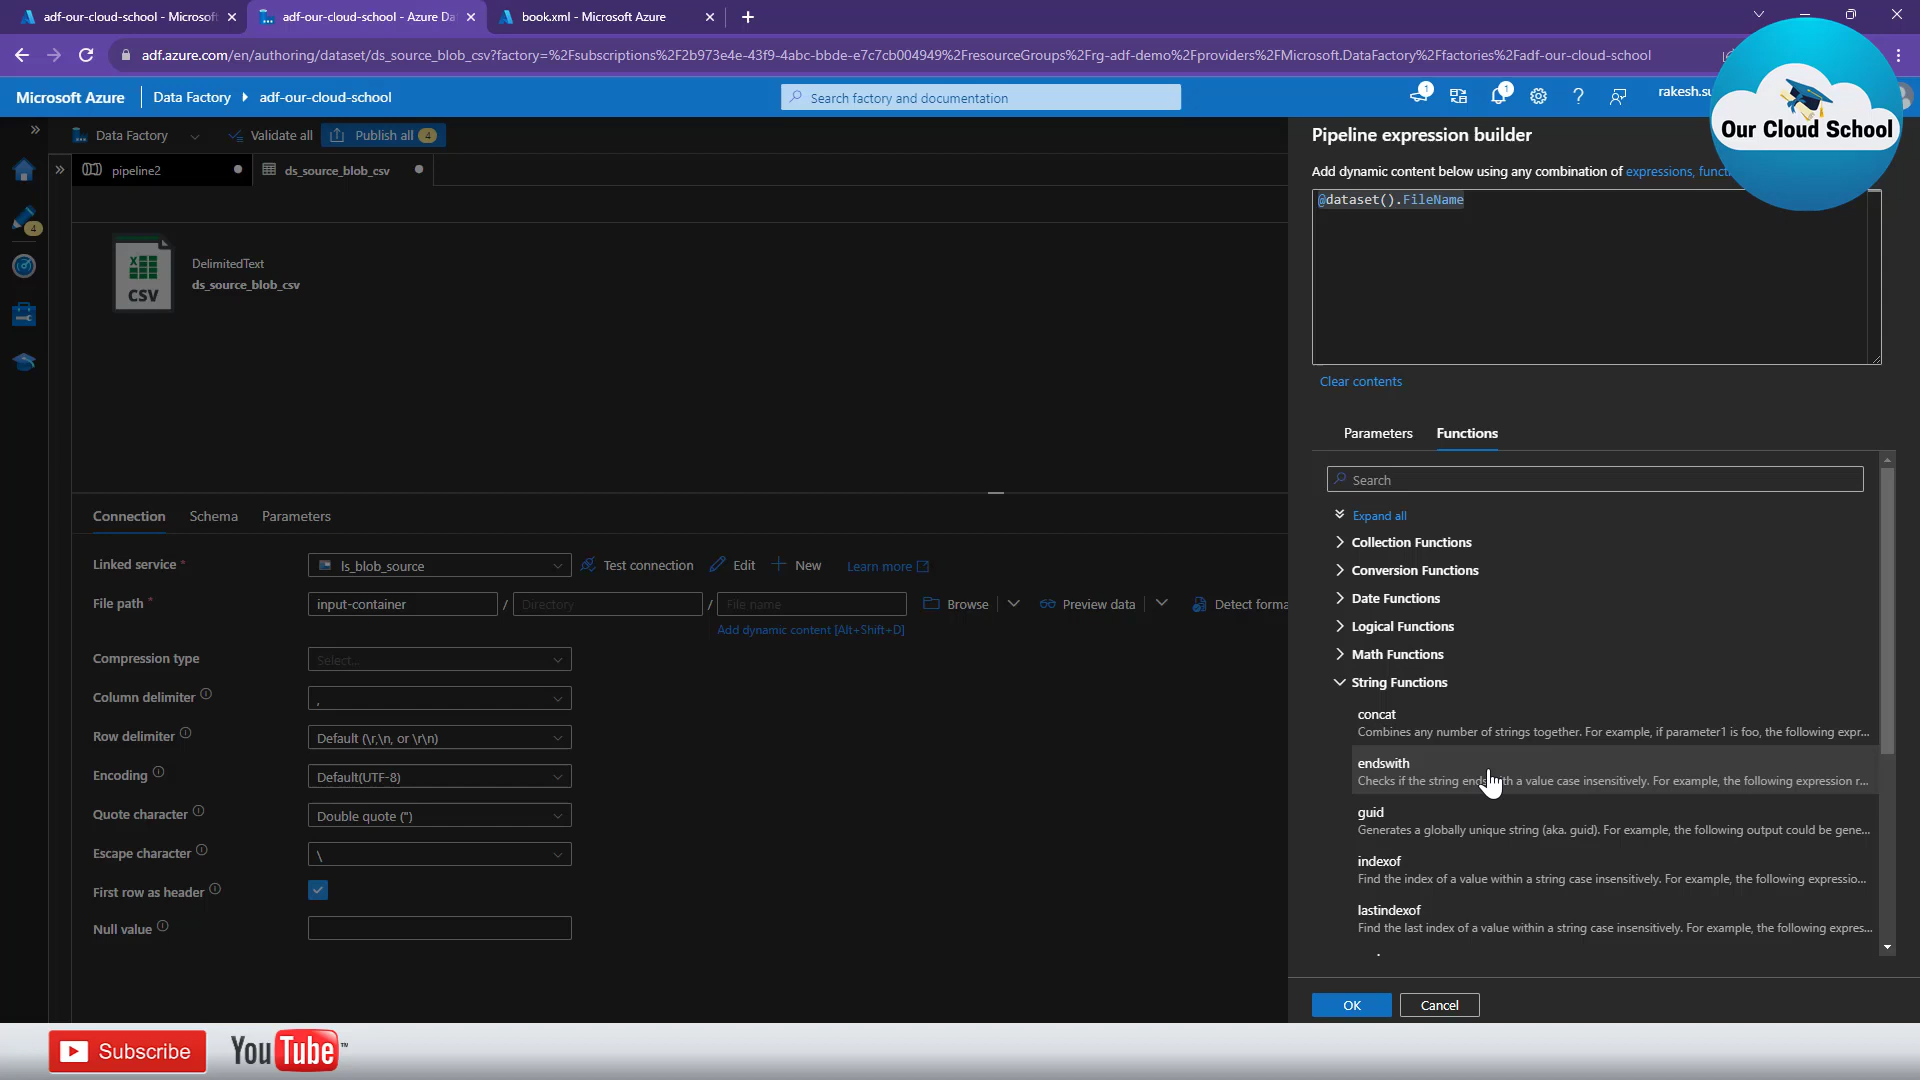 adf-our-cloud-school - Microsoft
adf-our-cloud-school - Azure Da
book.xml - Microsoft Azure
adf.azure.com/en/authoring/dataset/ds_source_blob_csv?factory=%2Fsubscriptions%2F2b973e4e-43f9-4abc-bbde-e7c7cb004949%2FresourceGroups%2Frg-adf-demo%2Fproviders%2FMicrosoft.DataFactory%2Ffactories%2Fadf-our-cloud-school
Microsoft Azure
Data Factory
adf-our-cloud-school
Search factory and documentation
1
1
rakesh.su
Our Cloud School
Data Factory
Validate all
Publish all 4
4
pipeline2
ds_source_blob_csv
CSV
DelimitedText
ds_source_blob_csv
Pipeline expression builder
Add dynamic content below using any combination of expressions, funct
@dataset().FileName
Clear contents
Parameters
Functions
Search
Expand all
Collection Functions
Conversion Functions
Date Functions
Logical Functions
Math Functions
String Functions
concat
Combines any number of strings together. For example, if parameter1 is foo, the following expr...
endswith
Checks if the string ends with a value case insensitively. For example, the following expression r...
guid
Generates a globally unique string (aka. guid). For example, the following output could be gene...
indexof
Find the index of a value within a string case insensitively. For example, the following expressio...
lastindexof
Find the last index of a value within a string case insensitively. For example, the following expres...
OK
Cancel
Connection
Schema
Parameters
Linked service *
ls_blob_source
Test connection
Edit
New
Learn more
File path *
input-container
/
Directory
/
File name
Browse
Preview data
Detect forma
Add dynamic content [Alt+Shift+D]
Compression type
Select...
Column delimiter
,
Row delimiter
Default (\r,\n, or \r\n)
Encoding
Default(UTF-8)
Quote character
Double quote (")
Escape character
\
First row as header
Null value
Subscribe
YouTube™